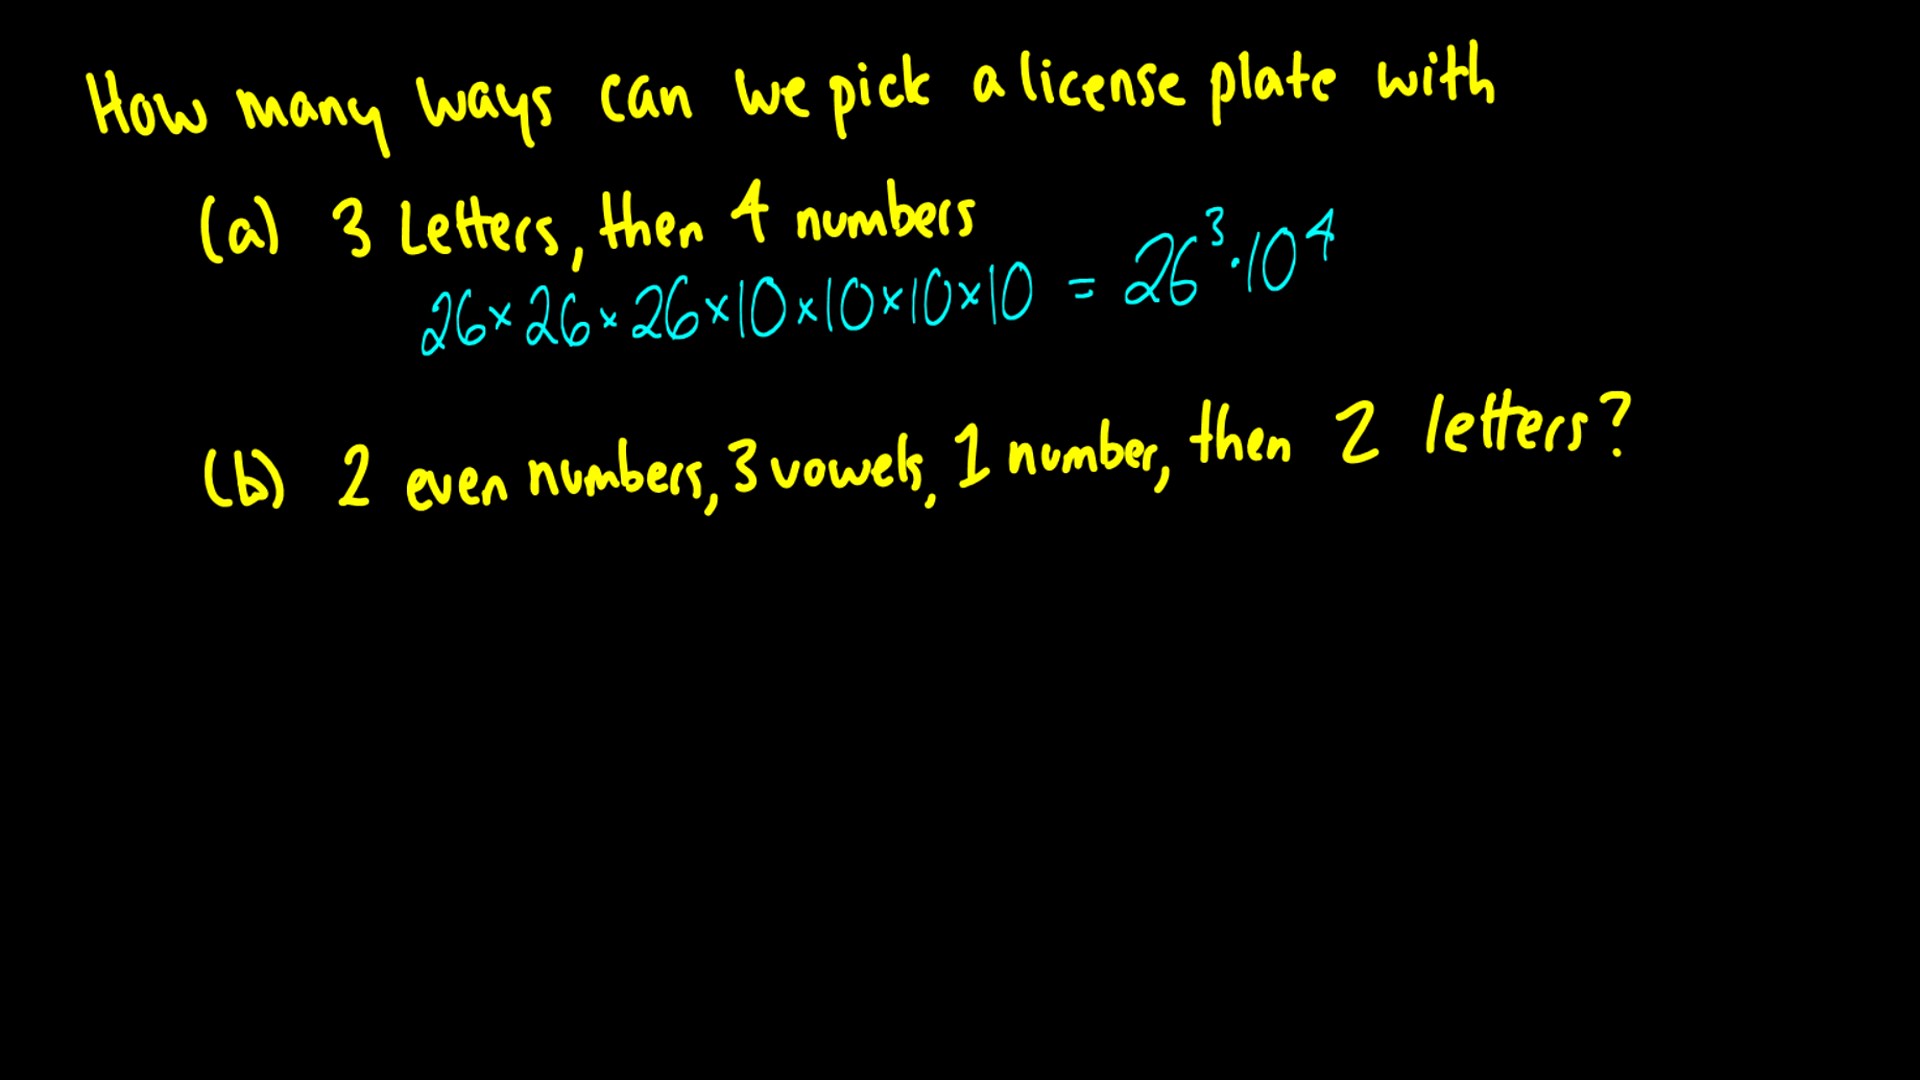 How many ways can we pick a license plate with
(a) 3 Letters, then 4 numbers
26×26×26×10×10×10×10 = 26³·10⁴
(b) 2 even numbers, 3 vowels, 1 number, then 2 letters?